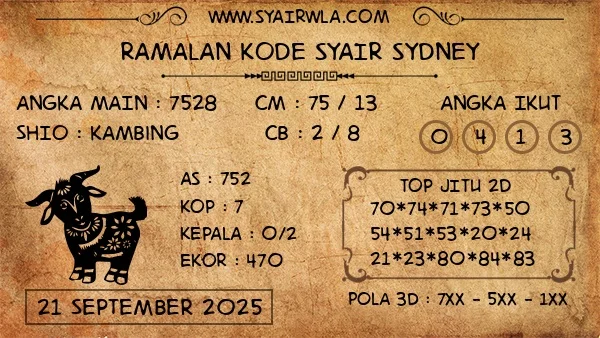 WWW.SYAIRWLA.COM
RAMALAN KODE SYAIR SYDNEY
ANGKA MAIN : 7528
CM : 75 / 13
ANGKA IKUT
SHIO : KAMBING
CB : 2 / 8
0 4 1 3
AS : 752
KOP : 7
KEPALA : 0/2
EKOR : 470
TOP JITU 2D
70*74*71*73*50
54*51*53*20*24
21*23*80*84*83
21 SEPTEMBER 2025
POLA 3D : 7XX - 5XX - 1XX